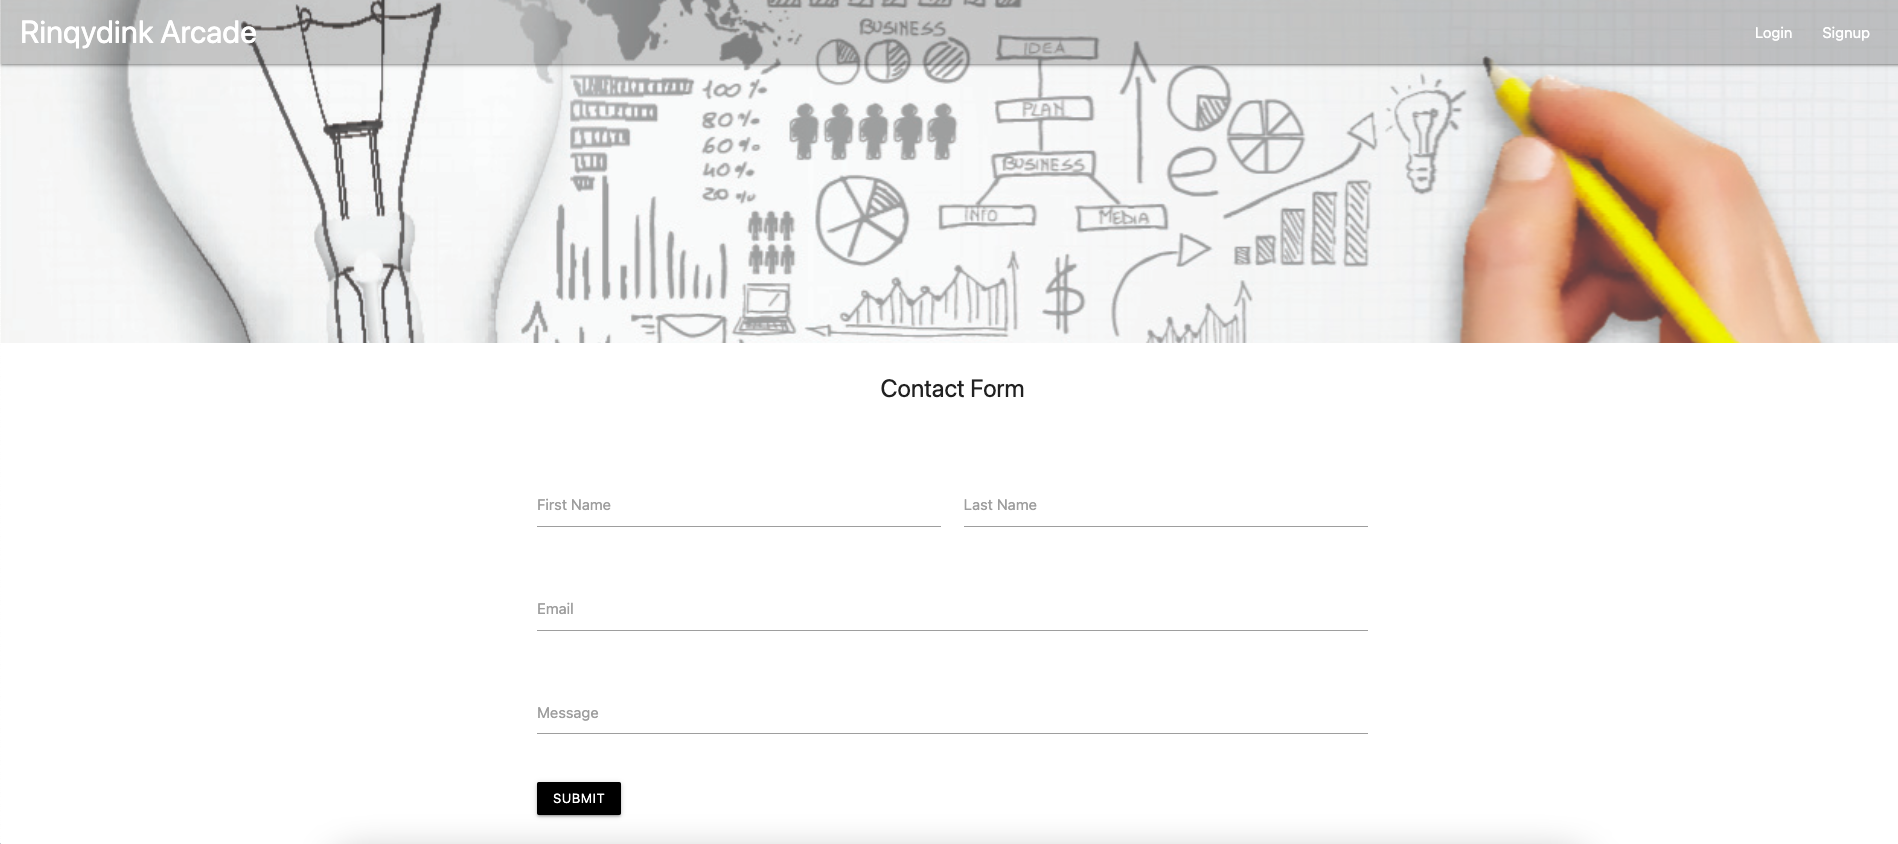 Rinqydink Arcade
Login
Signup
BUSINESS
IDEA
100 %
80 %
PLAN
60 %
40 %
BUSINESS
20 %
INFO
MEDIA
$
Contact Form
First Name
Last Name
Email
Message
SUBMIT